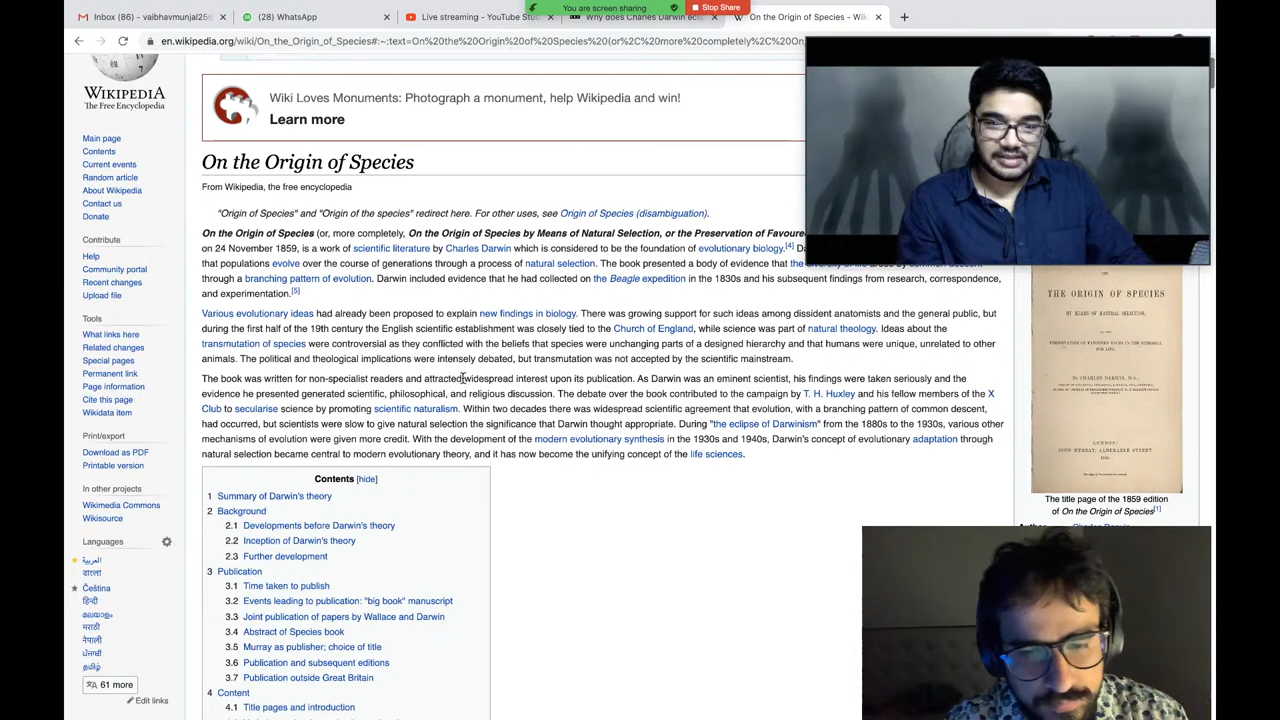 Inbox (86) - vaibhavmunjal25@
(28) WhatsApp
Live streaming - YouTube Stud
Why does Charles Darwin ecli
On the Origin of Species - Wik
You are screen sharing
Stop Share
en.wikipedia.org/wiki/On_the_Origin_of_Species#:~:text=On%20the%20Origin%20of%20Species%20(or%2C%20more%20completely%2C%20On
WIKIPEDIA
The Free Encyclopedia
Main page
Contents
Current events
Random article
About Wikipedia
Contact us
Donate
Contribute
Help
Community portal
Recent changes
Upload file
Tools
What links here
Related changes
Special pages
Permanent link
Page information
Cite this page
Wikidata item
Print/export
Download as PDF
Printable version
In other projects
Wikimedia Commons
Wikisource
Languages
العربية
বাংলা
Čeština
हिन्दी
മലയാളം
मराठी
नेपाली
ਪੰਜਾਬੀ
தமிழ்
61 more
Edit links
Wiki Loves Monuments: Photograph a monument, help Wikipedia and win!
Learn more
On the Origin of Species
From Wikipedia, the free encyclopedia
"Origin of Species" and "Origin of the species" redirect here. For other uses, see Origin of Species (disambiguation).
On the Origin of Species (or, more completely, On the Origin of Species by Means of Natural Selection, or the Preservation of Favoure
on 24 November 1859, is a work of scientific literature by Charles Darwin which is considered to be the foundation of evolutionary biology.[4]
that populations evolve over the course of generations through a process of natural selection. The book presented a body of evidence that the diversity of life arose by common descent
through a branching pattern of evolution. Darwin included evidence that he had collected on the Beagle expedition in the 1830s and his subsequent findings from research, correspondence,
and experimentation.[5]
Various evolutionary ideas had already been proposed to explain new findings in biology. There was growing support for such ideas among dissident anatomists and the general public, but
during the first half of the 19th century the English scientific establishment was closely tied to the Church of England, while science was part of natural theology. Ideas about the
transmutation of species were controversial as they conflicted with the beliefs that species were unchanging parts of a designed hierarchy and that humans were unique, unrelated to other
animals. The political and theological implications were intensely debated, but transmutation was not accepted by the scientific mainstream.
The book was written for non-specialist readers and attracted widespread interest upon its publication. As Darwin was an eminent scientist, his findings were taken seriously and the
evidence he presented generated scientific, philosophical, and religious discussion. The debate over the book contributed to the campaign by T. H. Huxley and his fellow members of the X
Club to secularise science by promoting scientific naturalism. Within two decades there was widespread scientific agreement that evolution, with a branching pattern of common descent,
had occurred, but scientists were slow to give natural selection the significance that Darwin thought appropriate. During "the eclipse of Darwinism" from the 1880s to the 1930s, various other
mechanisms of evolution were given more credit. With the development of the modern evolutionary synthesis in the 1930s and 1940s, Darwin's concept of evolutionary adaptation through
natural selection became central to modern evolutionary theory, and it has now become the unifying concept of the life sciences.
Contents [hide]
1 Summary of Darwin's theory
2 Background
2.1 Developments before Darwin's theory
2.2 Inception of Darwin's theory
2.3 Further development
3 Publication
3.1 Time taken to publish
3.2 Events leading to publication: "big book" manuscript
3.3 Joint publication of papers by Wallace and Darwin
3.4 Abstract of Species book
3.5 Murray as publisher; choice of title
3.6 Publication and subsequent editions
3.7 Publication outside Great Britain
4 Content
4.1 Title pages and introduction
THE ORIGIN OF SPECIES
BY MEANS OF NATURAL SELECTION,
PRESERVATION OF FAVOURED RACES IN THE STRUGGLE
FOR LIFE.
BY CHARLES DARWIN, M.A.,
LONDON:
JOHN MURRAY, ALBEMARLE STREET
The title page of the 1859 edition
of On the Origin of Species[1]